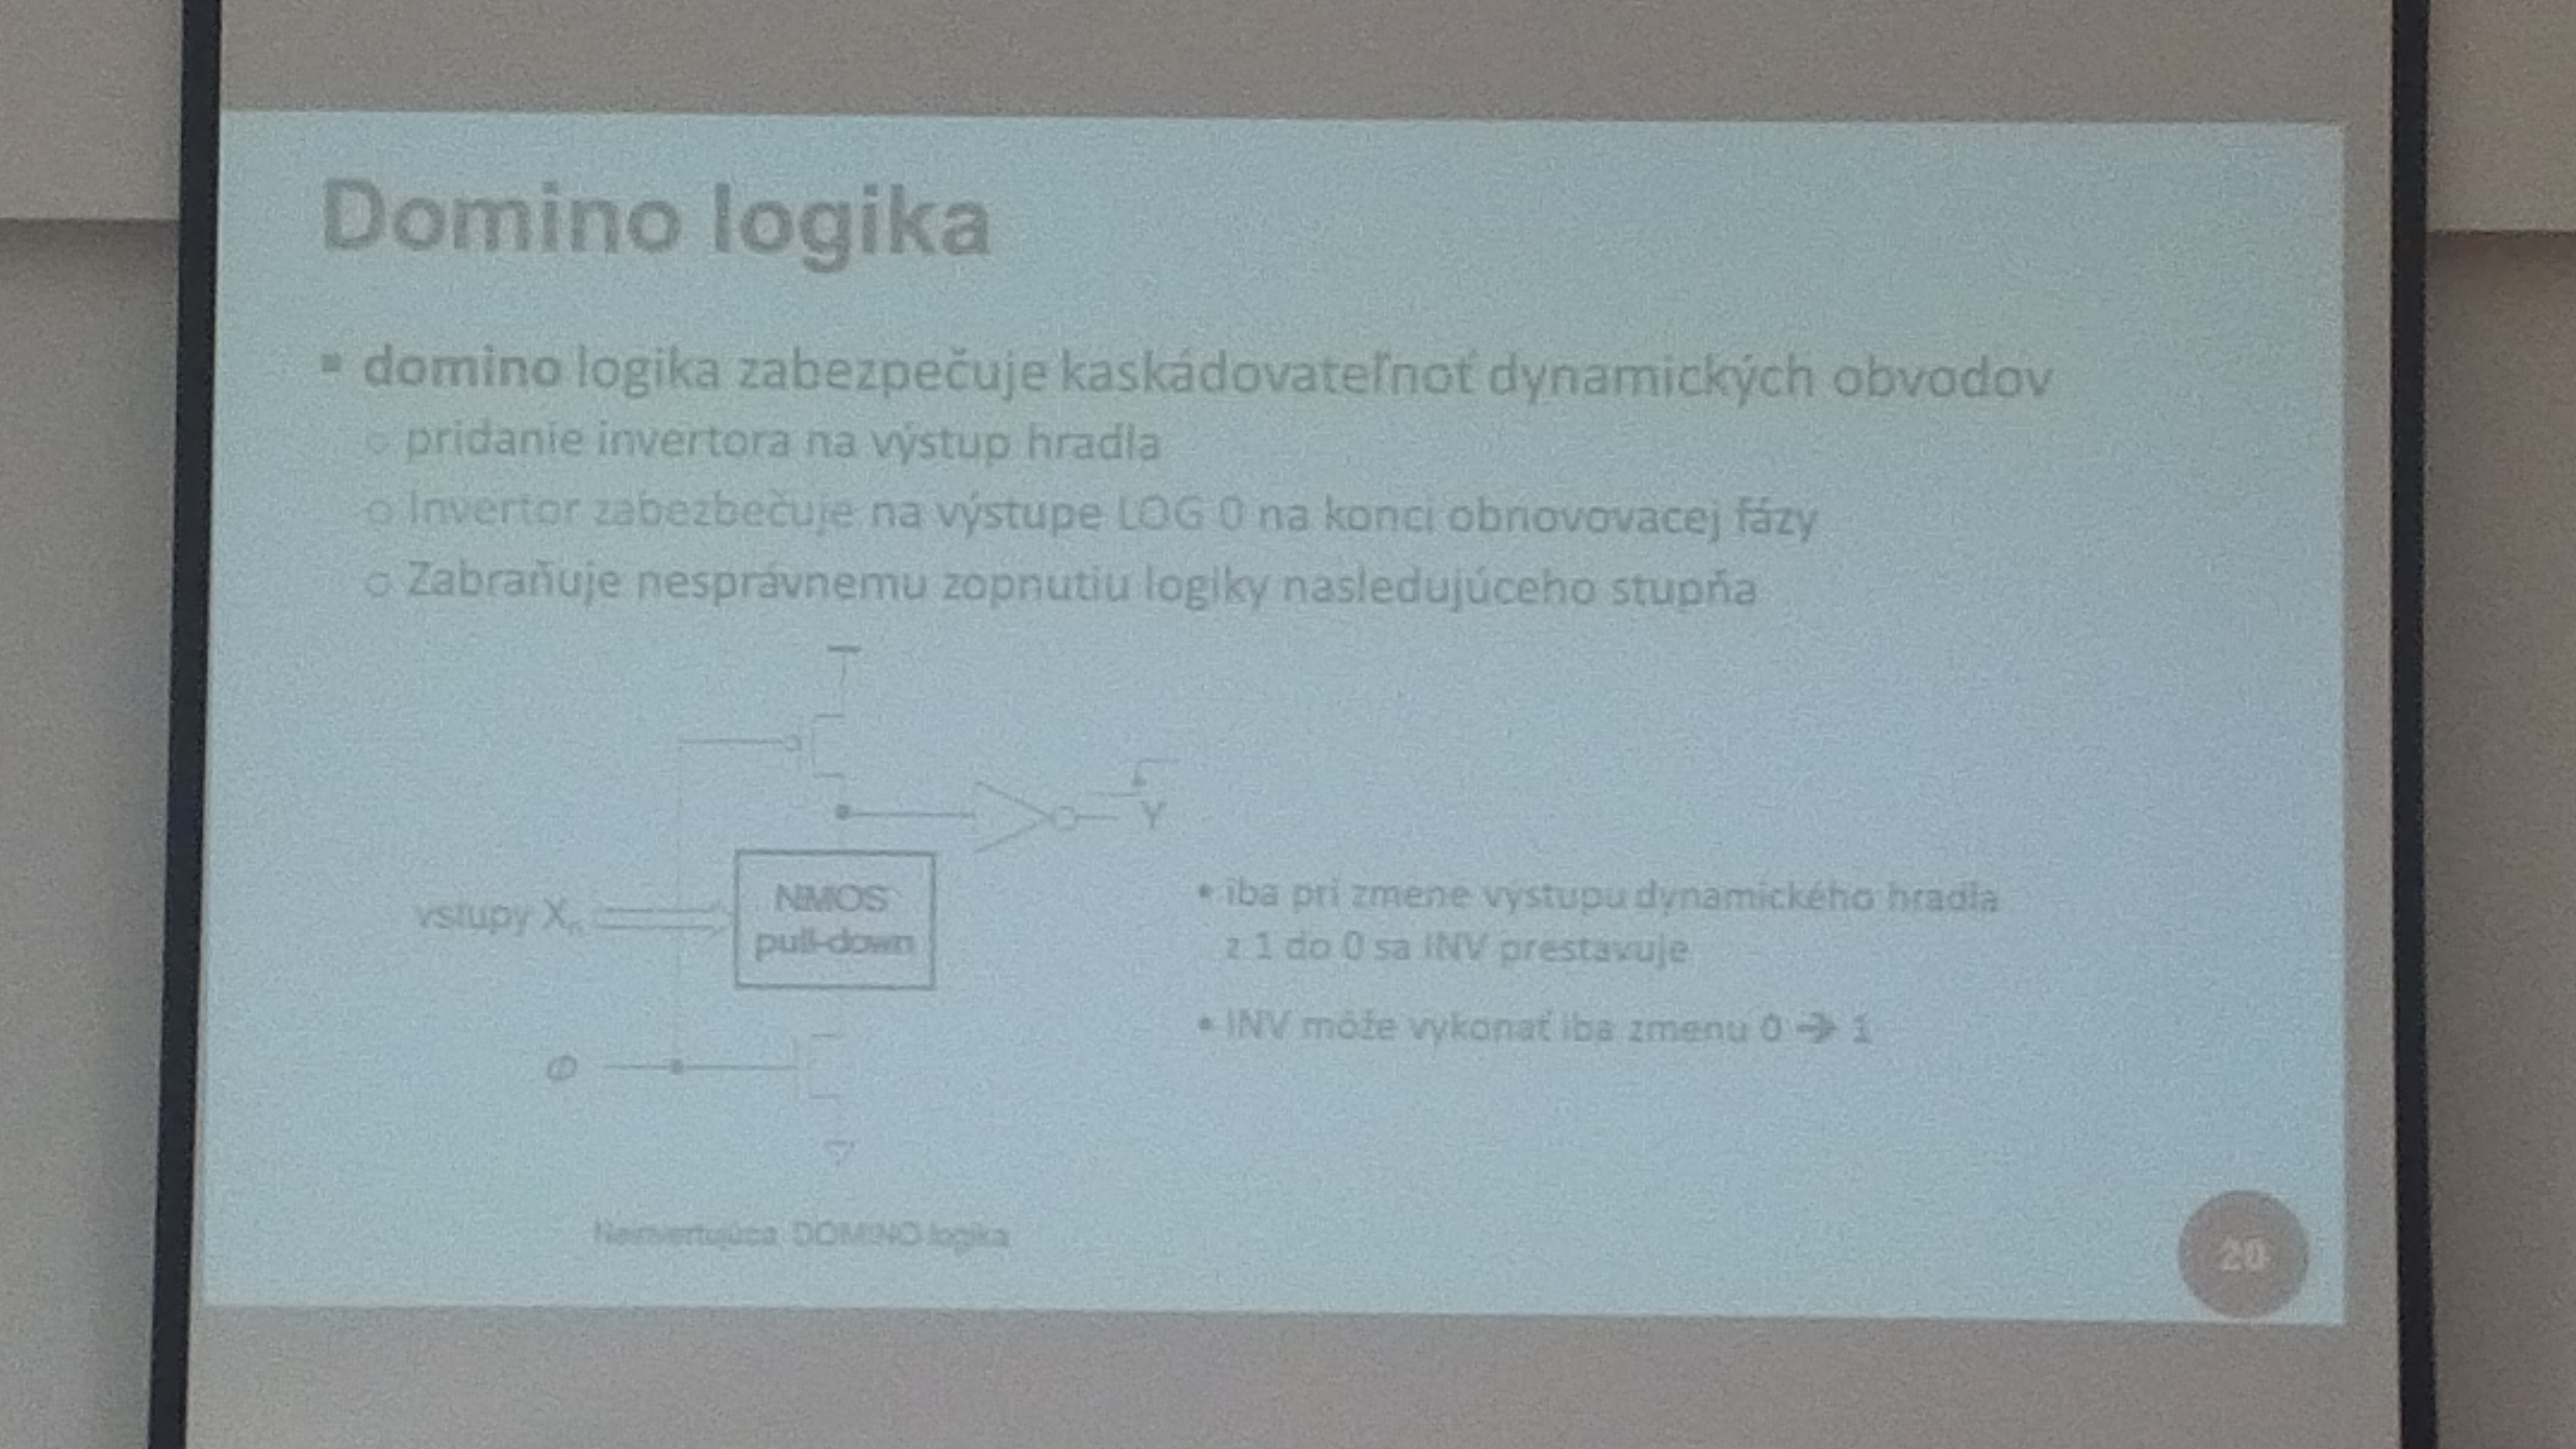 Domino logika
▪ domino logika zabezpečuje kaskádovateľnoť dynamických obvodov
○ pridanie invertora na výstup hradla
○ Invertor zabezbečuje na výstupe LOG 0 na konci obnovovacej fázy
○ Zabraňuje nesprávnemu zopnutiu logiky nasledujúceho stupňa
Y
vstupy Xn
NMOS
pull-down
• iba pri zmene výstupu dynamického hradla
z 1 do 0 sa INV prestavuje
• INV môže vykonať iba zmenu 0 → 1
Φ
Neinvertujúca DOMINO logika
20